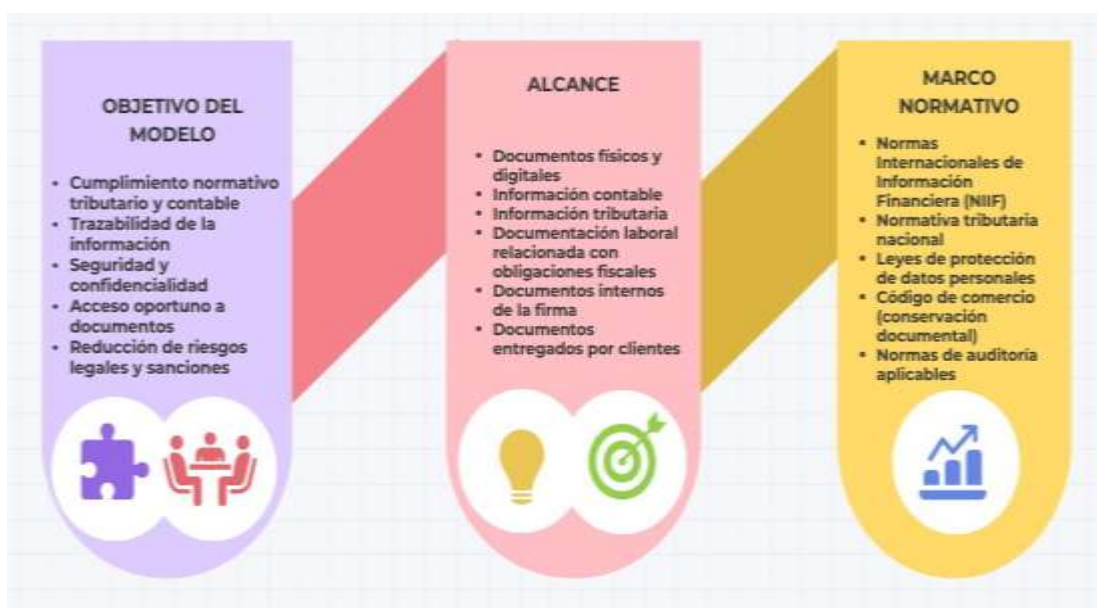 OBJETIVO DEL
MODELO
• Cumplimiento normativo
tributario y contable
• Trazabilidad de la
información
• Seguridad y
confidencialidad
• Acceso oportuno a
documentos
• Reducción de riesgos
legales y sanciones
ALCANCE
• Documentos físicos y
digitales
• Información contable
• Información tributaria
• Documentación laboral
relacionada con
obligaciones fiscales
• Documentos internos
de la firma
• Documentos
entregados por clientes
MARCO
NORMATIVO
• Normas
Internacionales de
Información
Financiera (NIIF)
• Normativa tributaria
nacional
• Leyes de protección
de datos personales
• Código de comercio
(conservación
documental)
• Normas de auditoría
aplicables